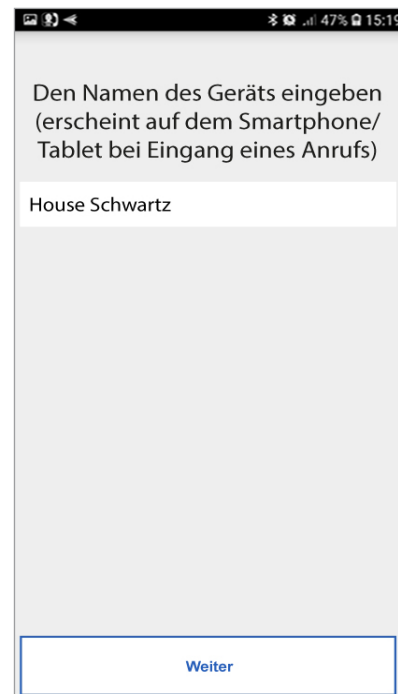 47% 15:19
Den Namen des Geräts eingeben
(erscheint auf dem Smartphone/
Tablet bei Eingang eines Anrufs)
House Schwartz
Weiter